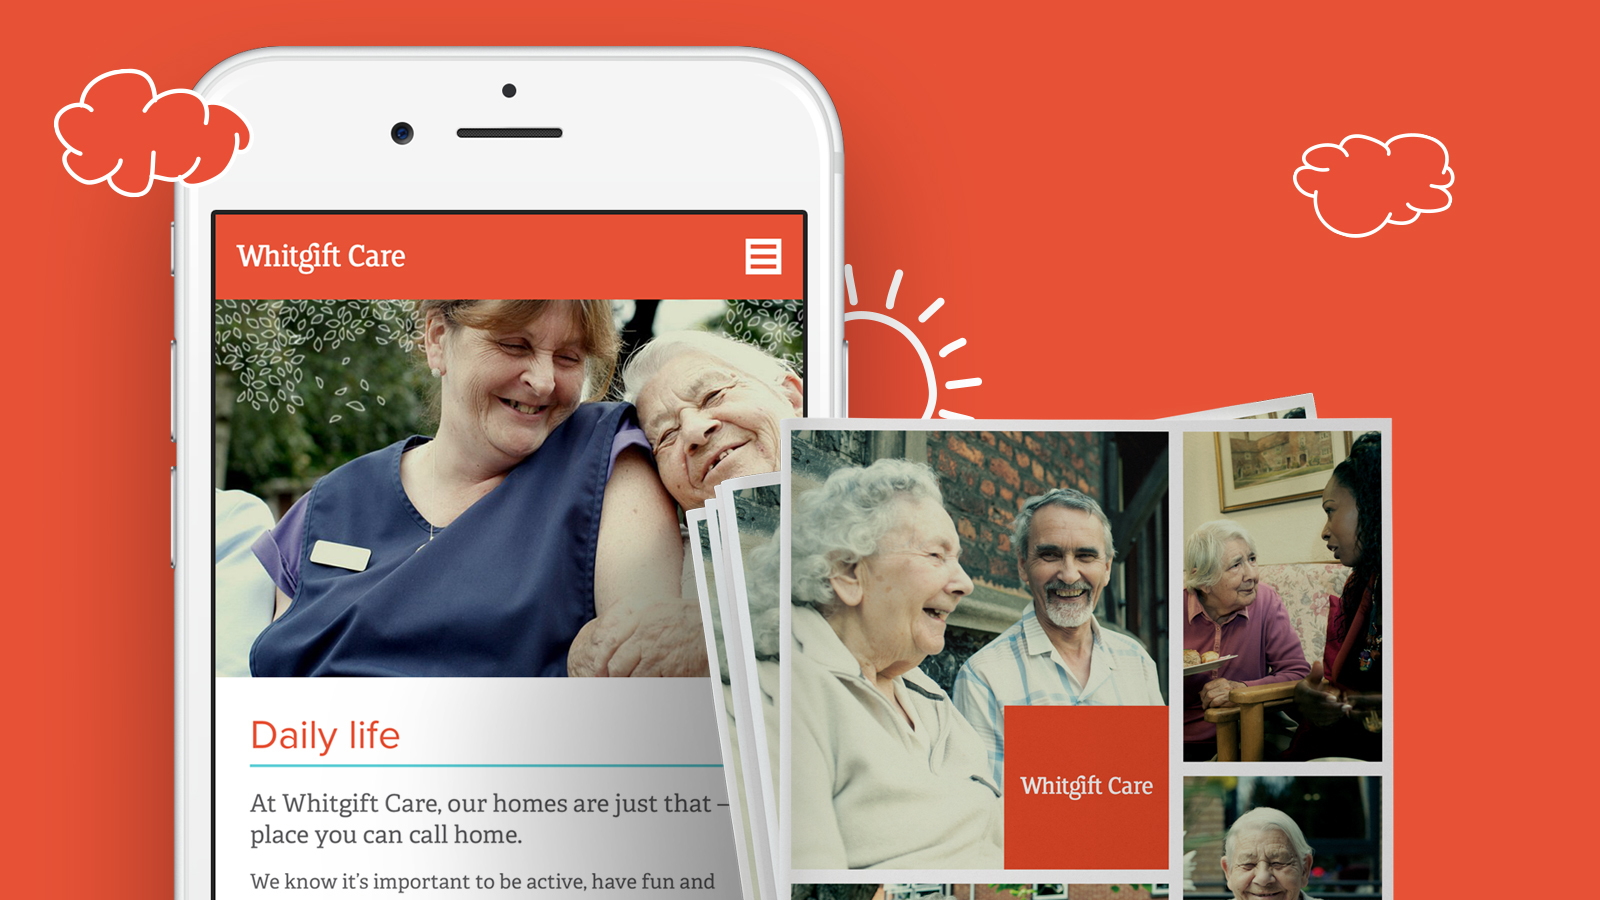 Whitgift Care
Daily life
At Whitgift Care, our homes are just that –
place you can call home.
We know it's important to be active, have fun and
Whitgift Care